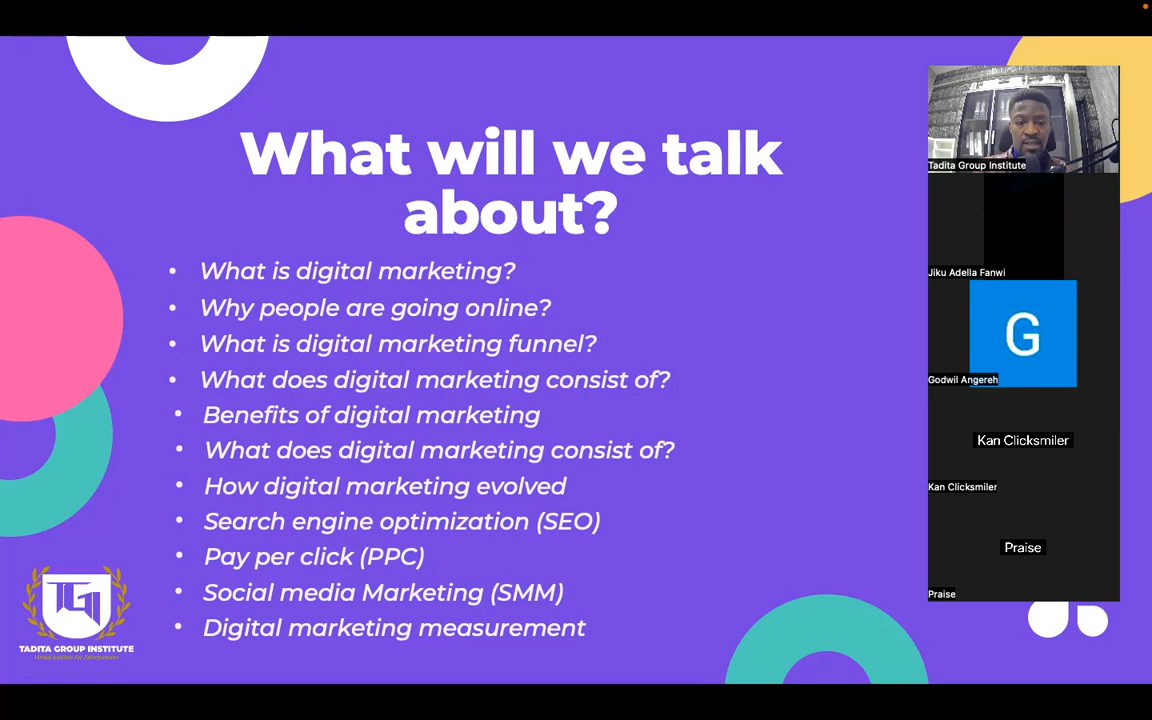 What will we talk
about?
• What is digital marketing?
• Why people are going online?
• What is digital marketing funnel?
• What does digital marketing consist of?
• Benefits of digital marketing
• What does digital marketing consist of?
• How digital marketing evolved
• Search engine optimization (SEO)
• Pay per click (PPC)
• Social media Marketing (SMM)
• Digital marketing measurement
TGI
TADITA GROUP INSTITUTE
Tadita Group Institute
Jiku Adella Fanwi
G
Godwil Angereh
Kan Clicksmiler
Kan Clicksmiler
Praise
Praise